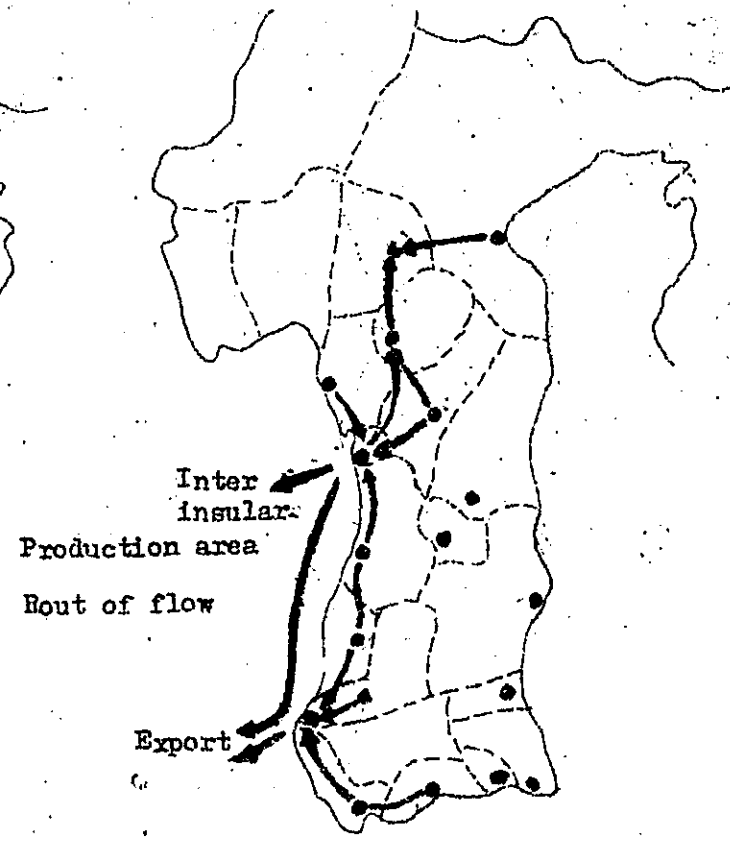 Inter
insular
Production area
Rout of flow
Export